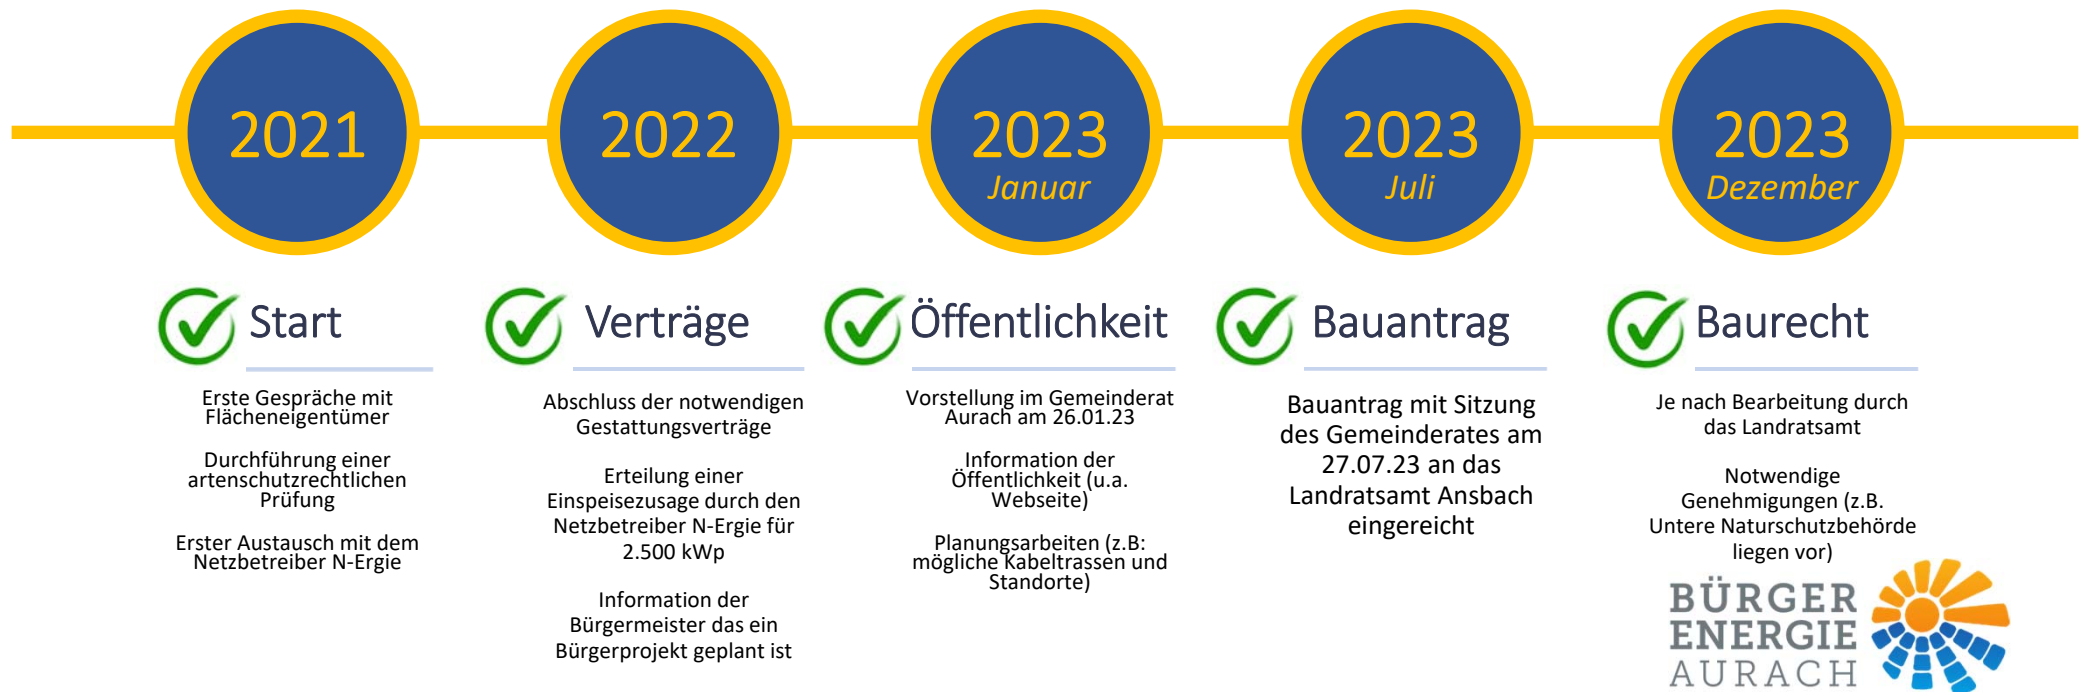 2021
2022
2023
Januar
2023
Juli
2023
Dezember
Start
Erste Gespräche mit
Flächeneigentümer
Durchführung einer
artenschutzrechtlichen
Prüfung
Erster Austausch mit dem
Netzbetreiber N-Ergie
Verträge
Abschluss der notwendigen
Gestattungsverträge
Erteilung einer
Einspeisezusage durch den
Netzbetreiber N-Ergie für
2.500 kWp
Information der
Bürgermeister das ein
Bürgerprojekt geplant ist
Öffentlichkeit
Vorstellung im Gemeinderat
Aurach am 26.01.23
Information der
Öffentlichkeit (u.a.
Webseite)
Planungsarbeiten (z.B:
mögliche Kabeltrassen und
Standorte)
Bauantrag
Bauantrag mit Sitzung
des Gemeinderates am
27.07.23 an das
Landratsamt Ansbach
eingereicht
Baurecht
Je nach Bearbeitung durch
das Landratsamt
Notwendige
Genehmigungen (z.B.
Untere Naturschutzbehörde
liegen vor)
BÜRGER
ENERGIE
AURACH